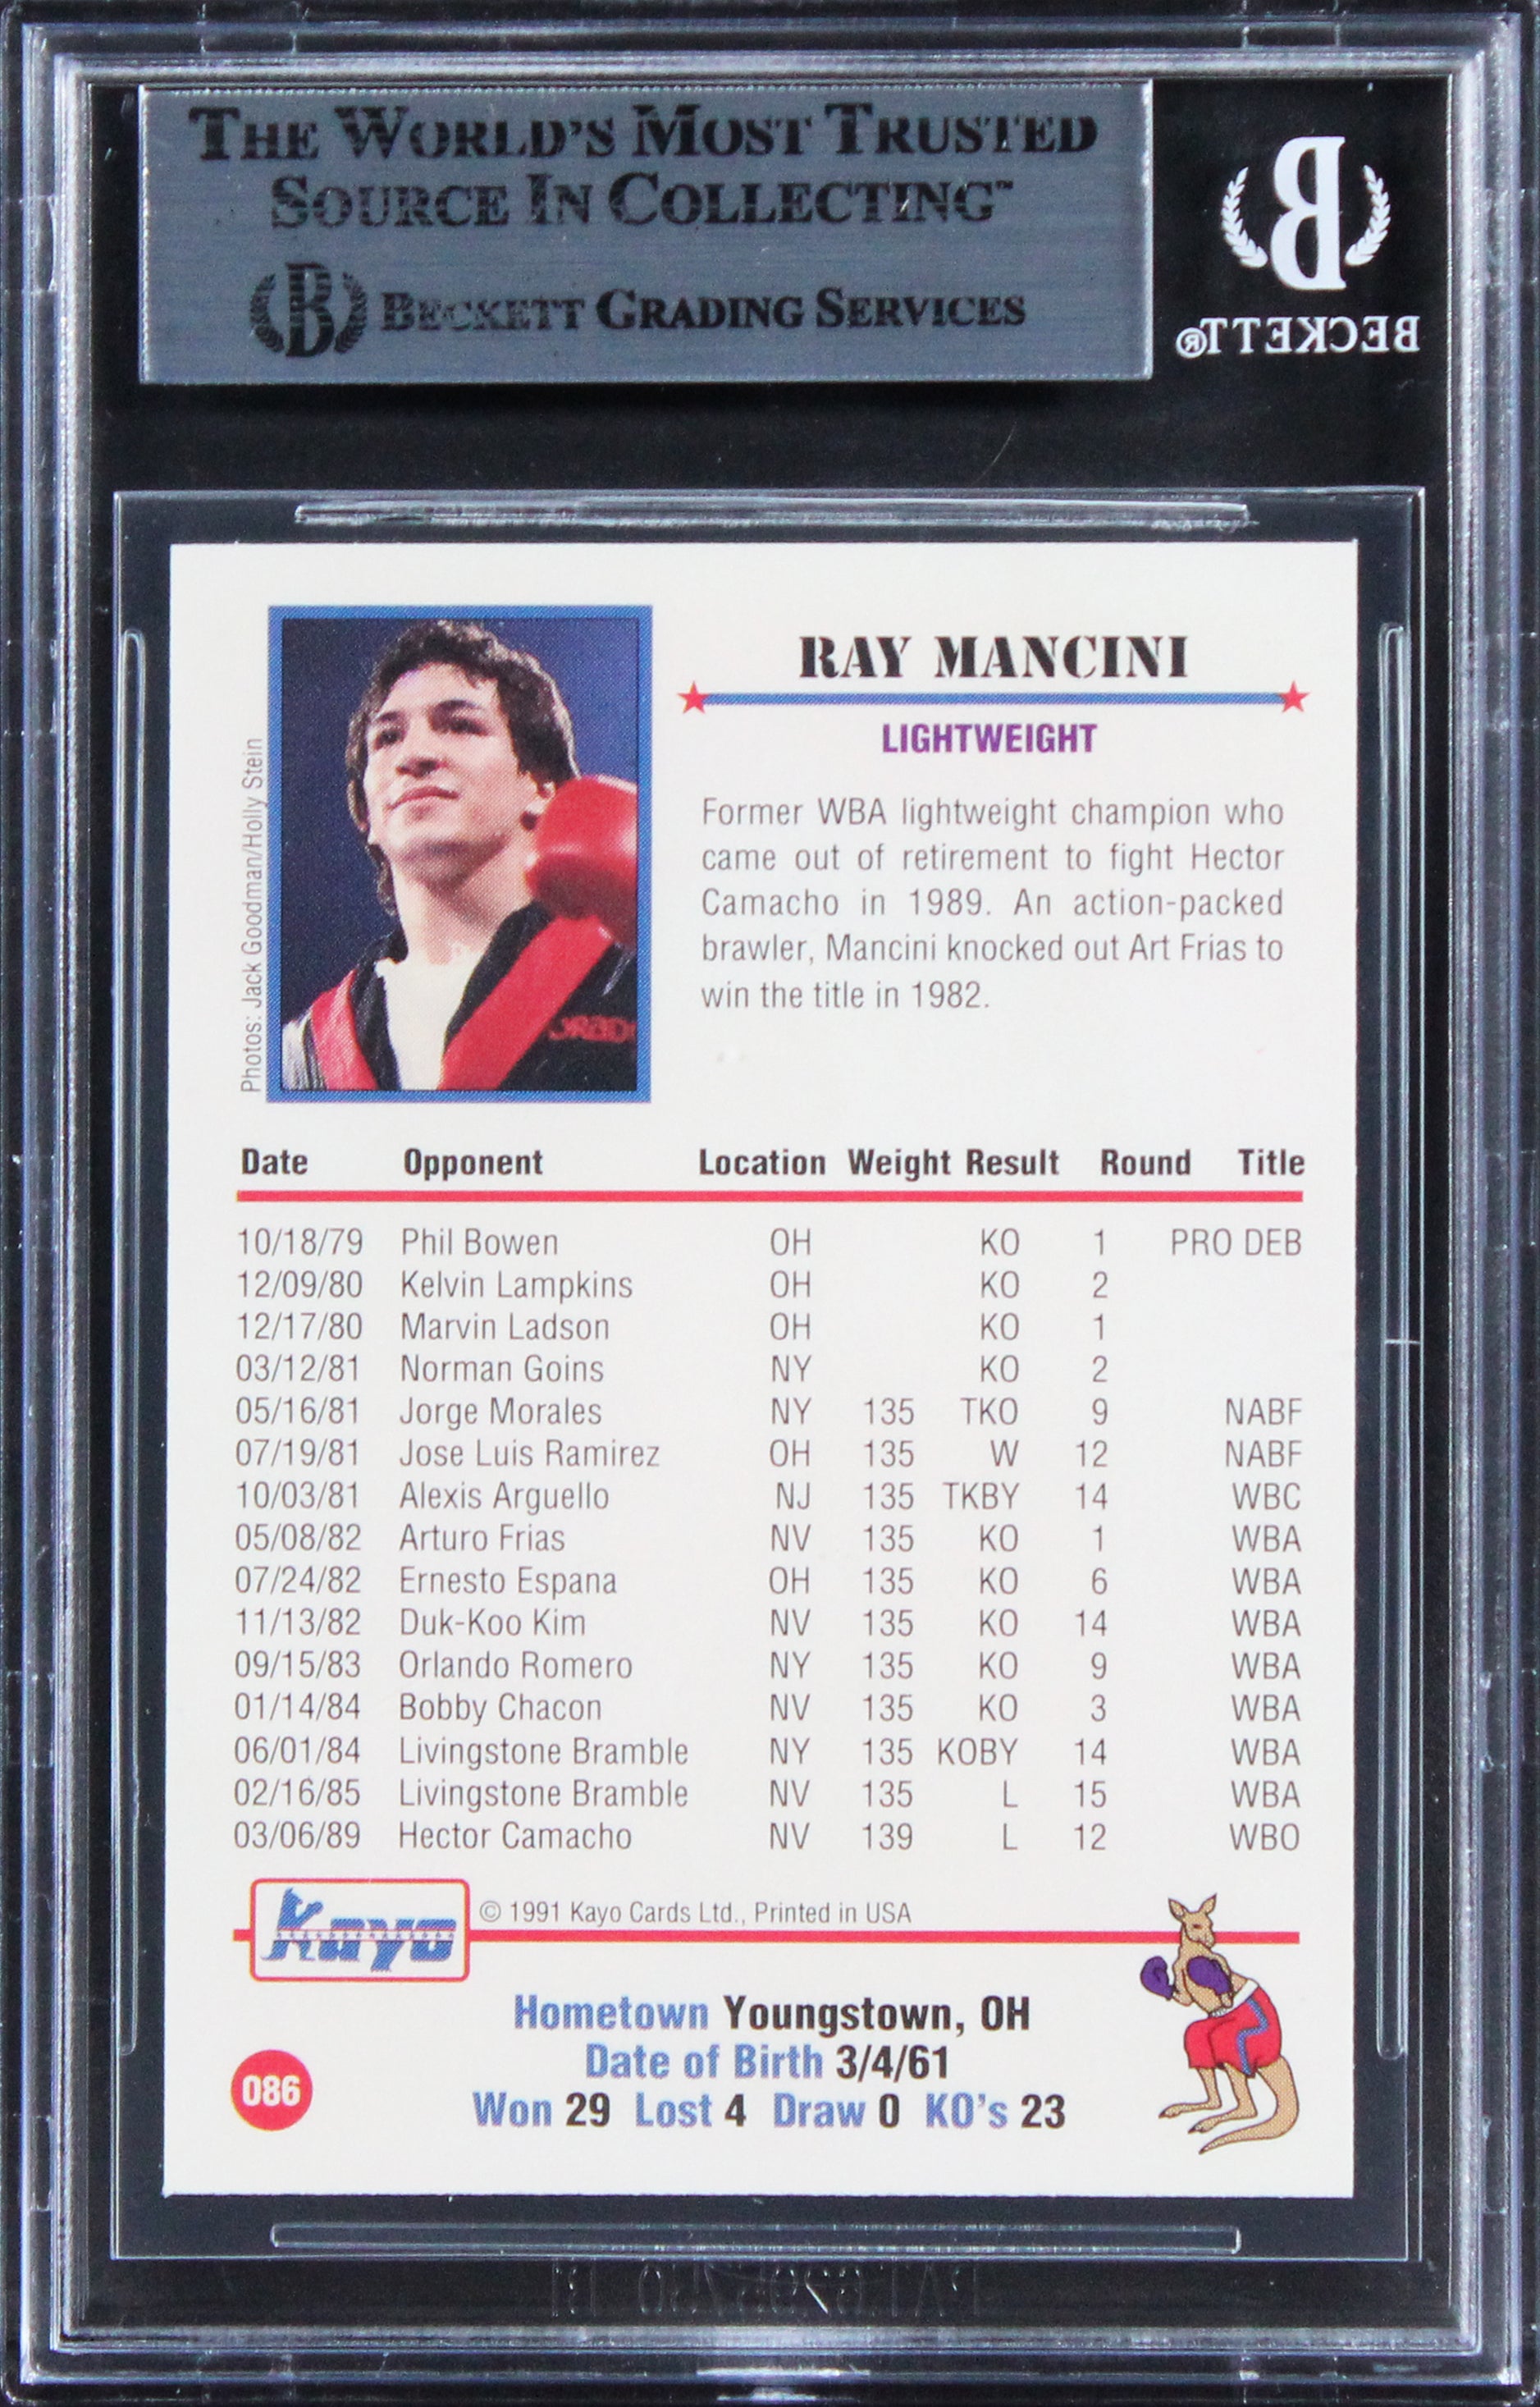 THE WORLD'S MOST TRUSTED
SOURCE IN COLLECTING™
B BECKETT GRADING SERVICES
B
BECKETT®
RAY MANCINI
LIGHTWEIGHT
Former WBA lightweight champion who
came out of retirement to fight Hector
Camacho in 1989. An action-packed
brawler, Mancini knocked out Art Frias to
win the title in 1982.
Photos: Jack Goodman/Holly Stein
Date Opponent Location Weight Result Round Title
10/18/79 Phil Bowen OH KO 1 PRO DEB
12/09/80 Kelvin Lampkins OH KO 2
12/17/80 Marvin Ladson OH KO 1
03/12/81 Norman Goins NY KO 2
05/16/81 Jorge Morales NY 135 TKO 9 NABF
07/19/81 Jose Luis Ramirez OH 135 W 12 NABF
10/03/81 Alexis Arguello NJ 135 TKBY 14 WBC
05/08/82 Arturo Frias NV 135 KO 1 WBA
07/24/82 Ernesto Espana OH 135 KO 6 WBA
11/13/82 Duk-Koo Kim NV 135 KO 14 WBA
09/15/83 Orlando Romero NY 135 KO 9 WBA
01/14/84 Bobby Chacon NV 135 KO 3 WBA
06/01/84 Livingstone Bramble NY 135 KOBY 14 WBA
02/16/85 Livingstone Bramble NV 135 L 15 WBA
03/06/89 Hector Camacho NV 139 L 12 WBO
Kayo © 1991 Kayo Cards Ltd., Printed in USA
Hometown Youngstown, OH
Date of Birth 3/4/61
086 Won 29 Lost 4 Draw 0 KO's 23